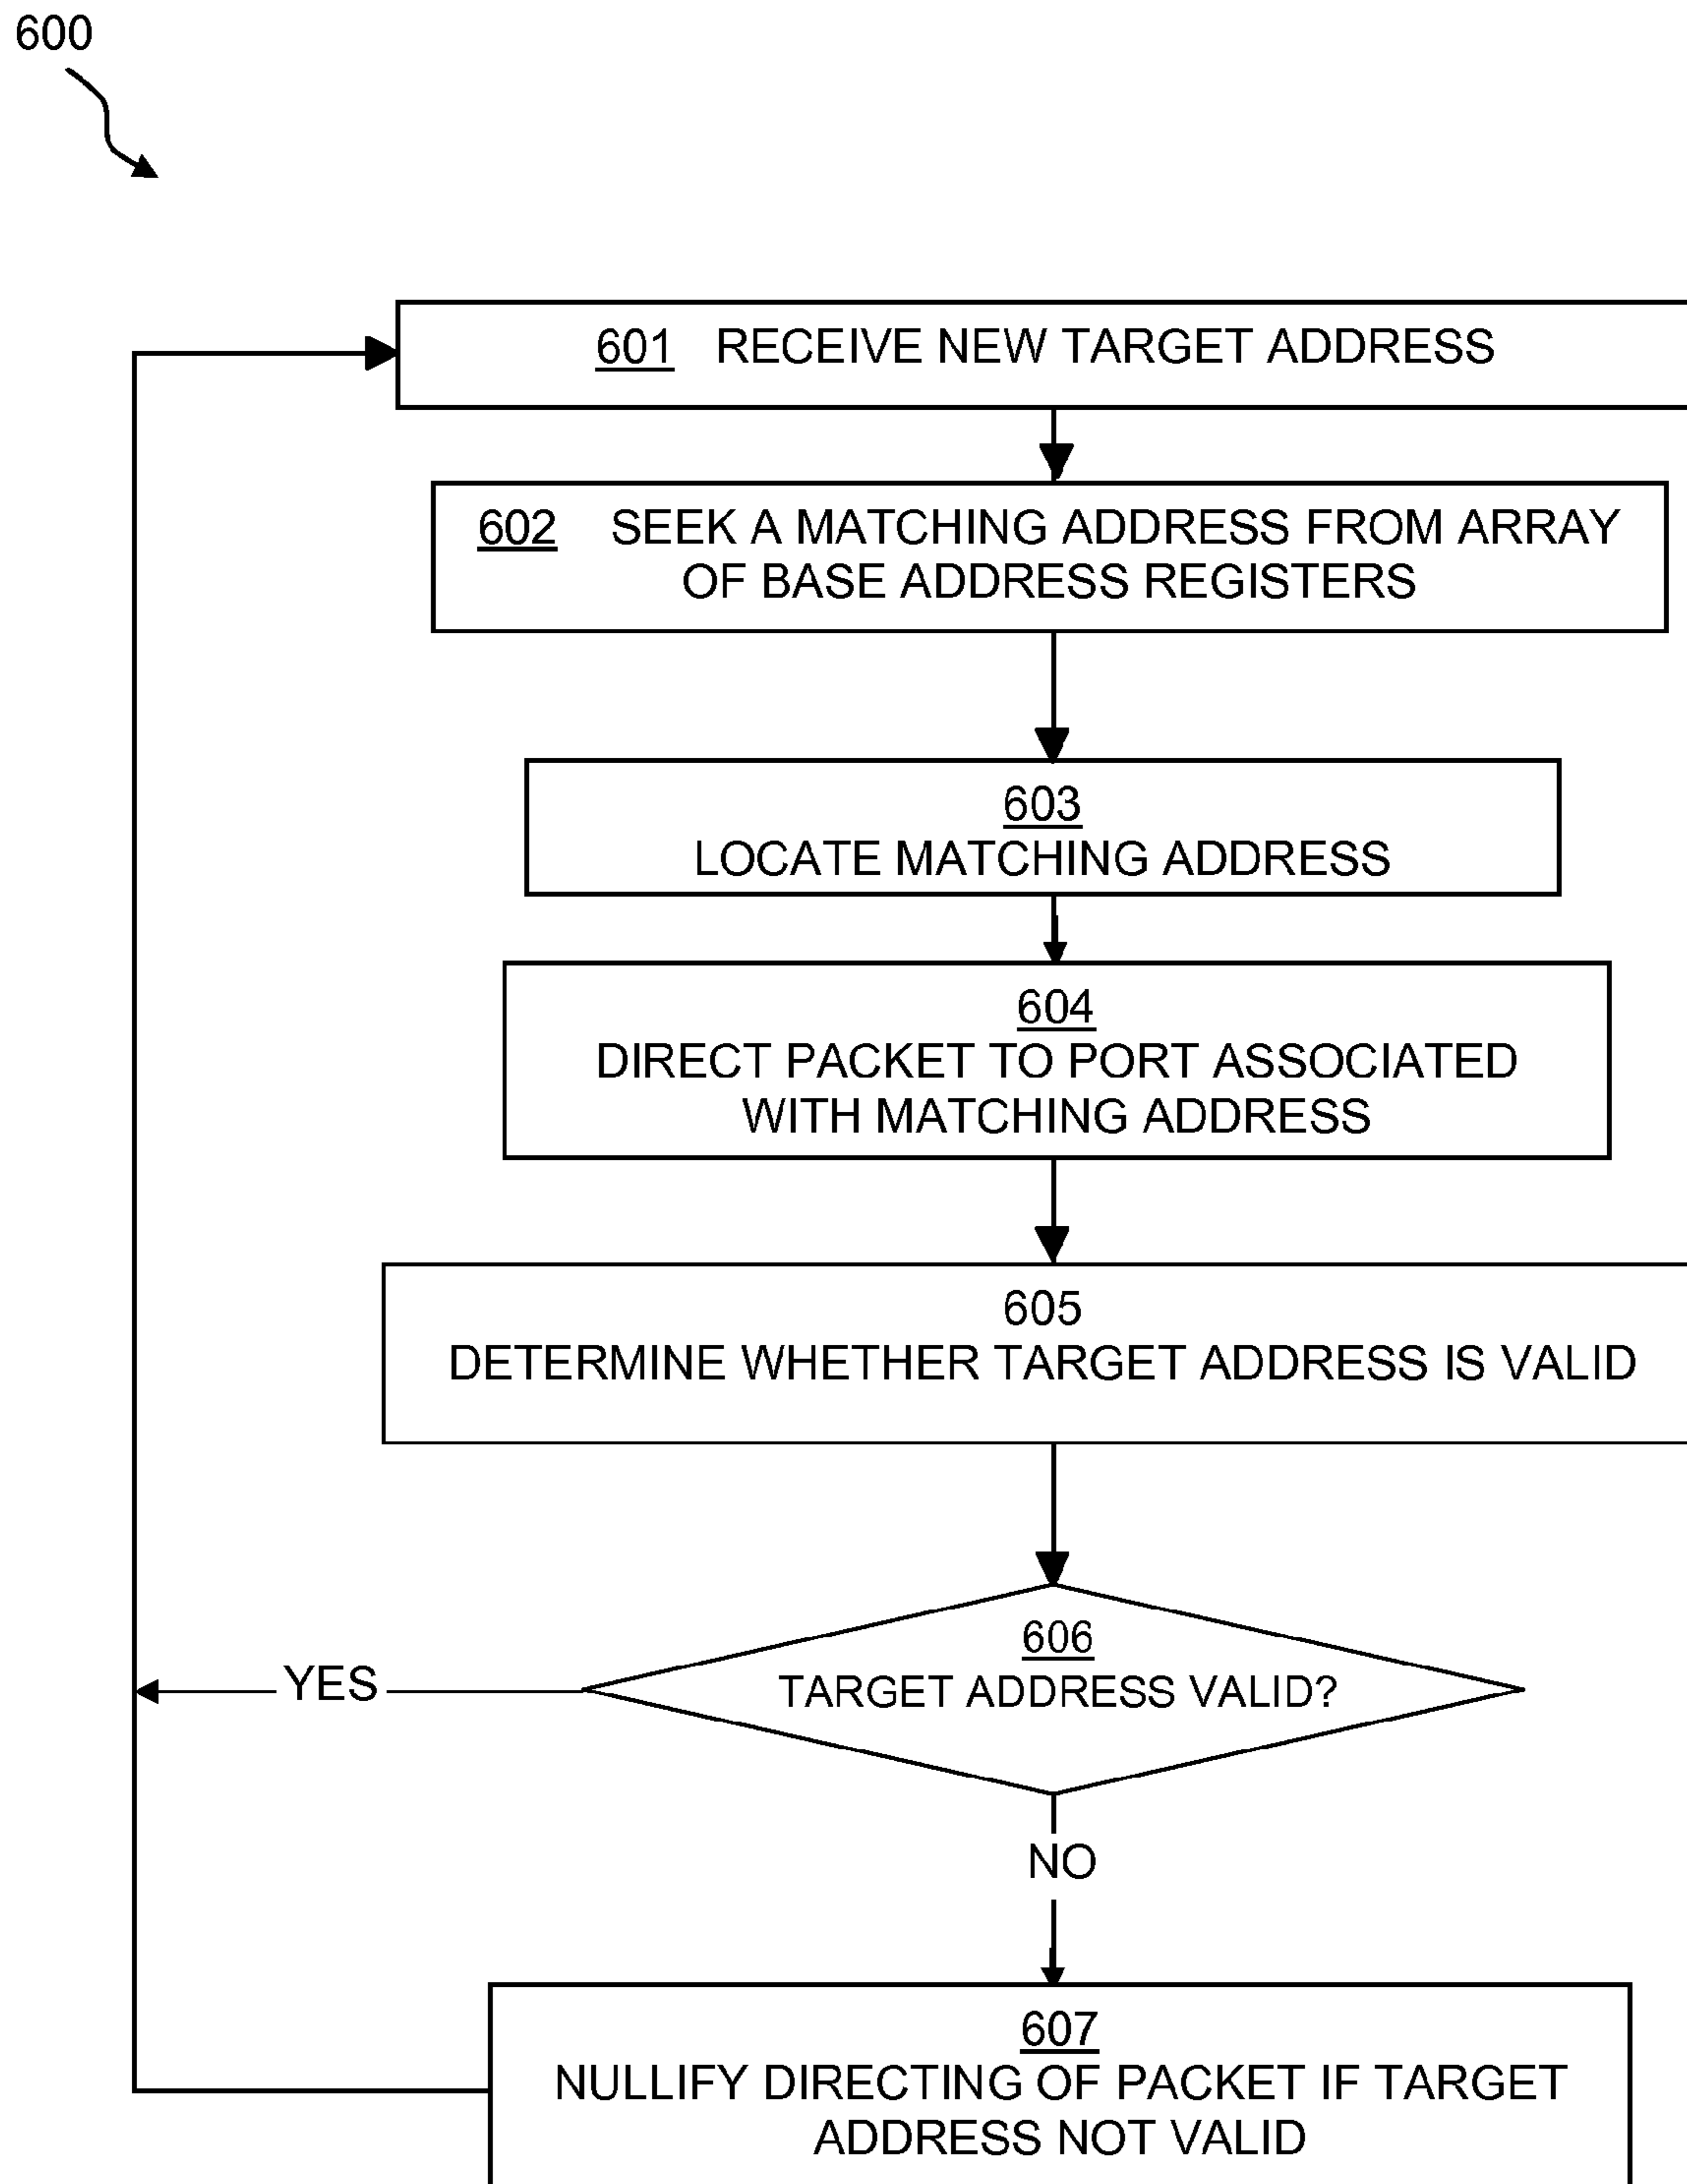 600
601 RECEIVE NEW TARGET ADDRESS
602 SEEK A MATCHING ADDRESS FROM ARRAY
OF BASE ADDRESS REGISTERS
603
LOCATE MATCHING ADDRESS
604
DIRECT PACKET TO PORT ASSOCIATED
WITH MATCHING ADDRESS
605
DETERMINE WHETHER TARGET ADDRESS IS VALID
606
TARGET ADDRESS VALID?
YES
NO
607
NULLIFY DIRECTING OF PACKET IF TARGET
ADDRESS NOT VALID